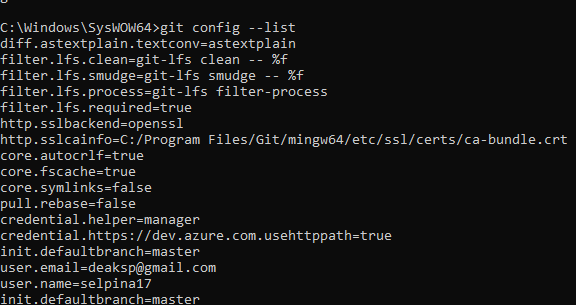 C:\Windows\SysWOW64>git config --list
diff.astextplain.textconv=astextplain
filter.lfs.clean=git-lfs clean -- %f
filter.lfs.smudge=git-lfs smudge -- %f
filter.lfs.process=git-lfs filter-process
filter.lfs.required=true
http.sslbackend=openssl
http.sslcainfo=C:/Program Files/Git/mingw64/etc/ssl/certs/ca-bundle.crt
core.autocrlf=true
core.fscache=true
core.symlinks=false
pull.rebase=false
credential.helper=manager
credential.https://dev.azure.com.usehttppath=true
init.defaultbranch=master
user.email=deaksp@gmail.com
user.name=selpina17
init.defaultbranch=master